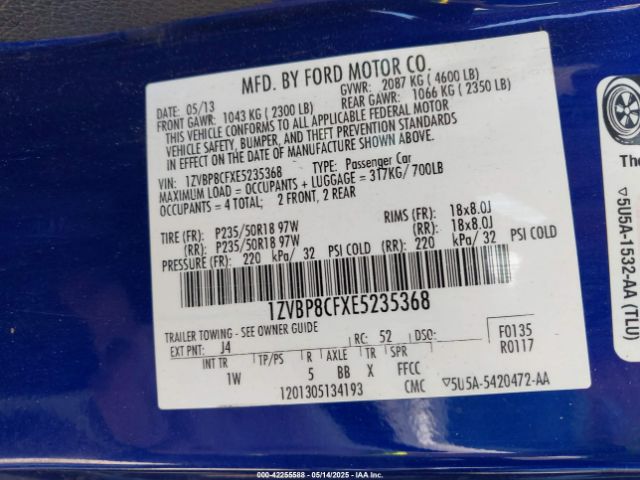 MFD. BY FORD MOTOR CO.
DATE: 05/13 GVWR: 2087 KG ( 4600 LB)
FRONT GAWR: 1043 KG ( 2300 LB) REAR GAWR: 1066 KG ( 2350 LB)
THIS VEHICLE CONFORMS TO ALL APPLICABLE FEDERAL MOTOR
VEHICLE SAFETY, BUMPER, AND THEFT PREVENTION STANDARDS
IN EFFECT ON THE DATE OF MANUFACTURE SHOWN ABOVE.
VIN: 1ZVBP8CFXE5235368 TYPE: Passenger Car
MAXIMUM LOAD = OCCUPANTS + LUGGAGE = 317KG/ 700LB
OCCUPANTS = 4 TOTAL; 2 FRONT, 2 REAR
TIRE (FR): P235/50R18 97W RIMS (FR): 18x8.0J
(RR): P235/50R18 97W (RR): 18x8.0J
PRESSURE (FR): 220 kPa/ 32 PSI COLD (RR): 220 kPa/ 32 PSI COLD
1ZVBP8CFXE5235368
TRAILER TOWING - SEE OWNER GUIDE
EXT PNT: J4 RC: 52 DSO: F0135
INT TR TP/PS R AXLE TR SPR R0117
1W 5 BB X FFCC
1201305134193 CMC ▽5U5A-5420472-AA
The
▽5U5A-1532-AA (TLU)
000-42255588 - 05/14/2025 - IAAI, INC.